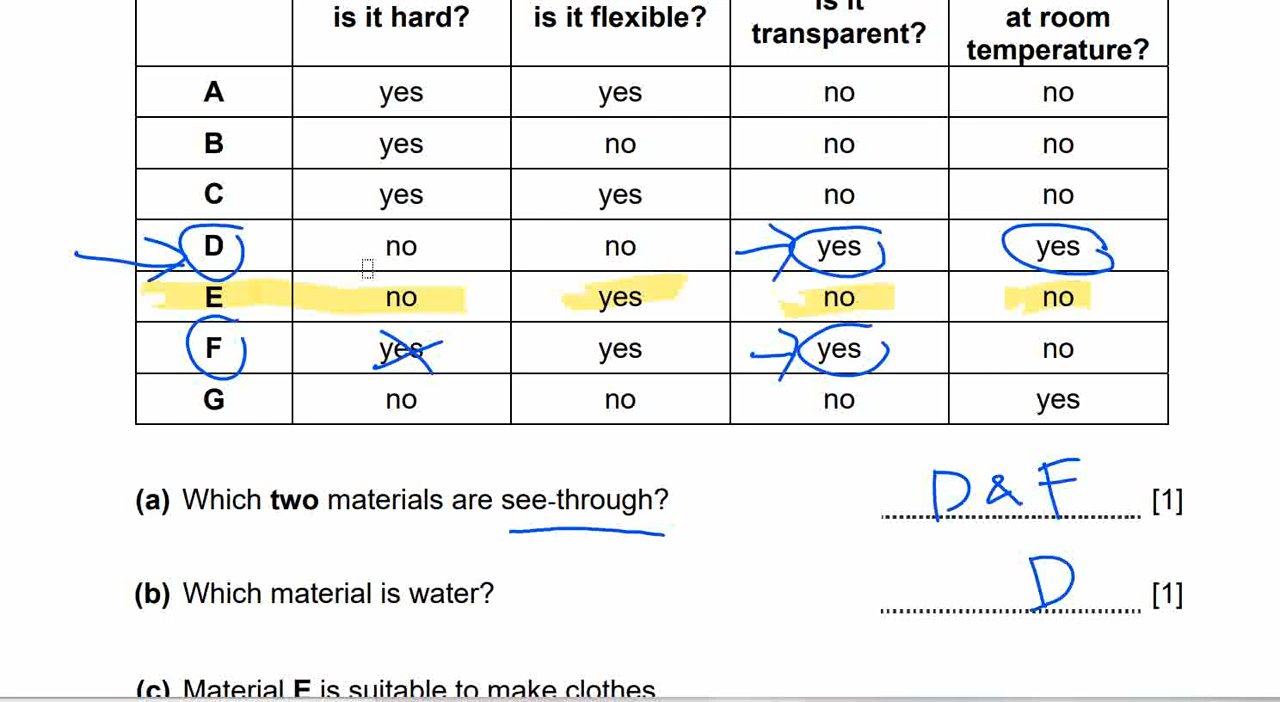 is it hard? is it flexible? is it transparent? at room temperature?
A yes yes no no
B yes no no no
C yes yes no no
D no no yes yes
E no yes no no
F yes yes yes no
G no no no yes
(a) Which two materials are see-through? D & F [1]
(b) Which material is water? D [1]
(c) Material E is suitable to make clothes